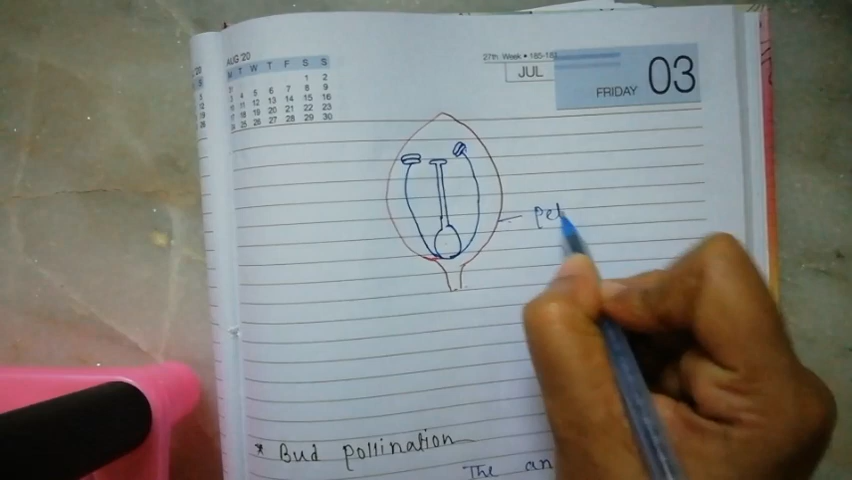 AUG'20
M T W T F S S
31 1 2
3 4 5 6 7 8 9
10 11 12 13 14 15 16
17 18 19 20 21 22 23
24 25 26 27 28 29 30
27th Week • 185-182
JUL
FRIDAY 03
Pet
* Bud pollination
The an